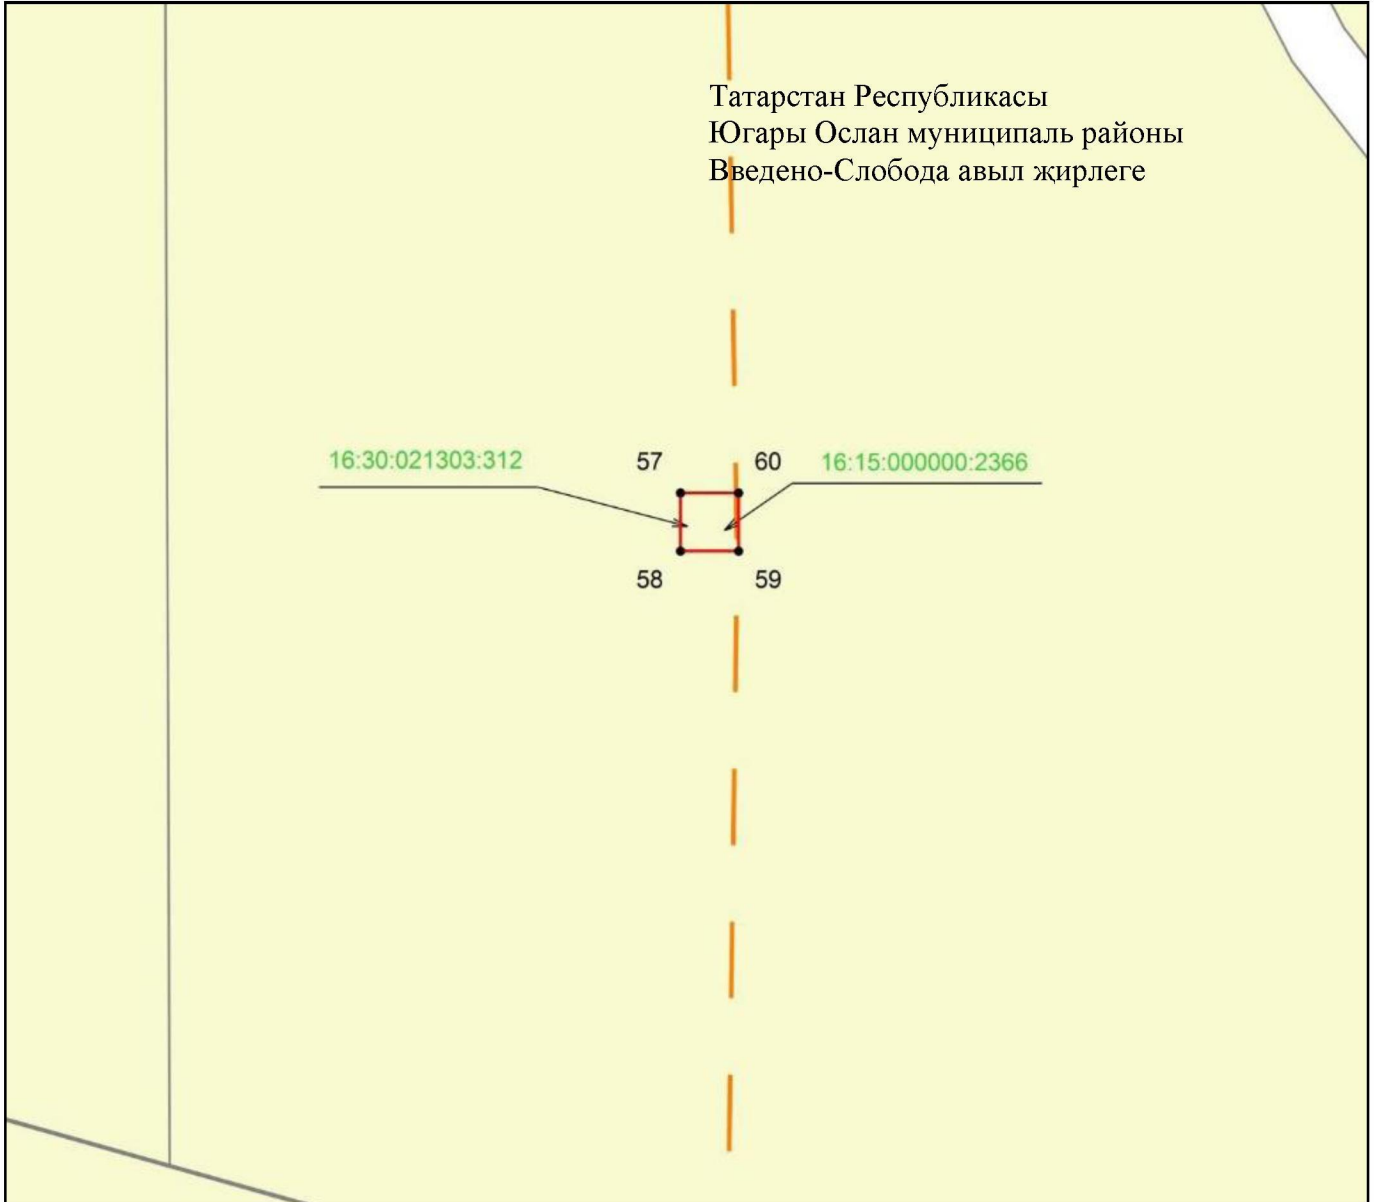 Татарстан Республикасы
Югары Ослан муниципаль районы
Введено-Слобода авыл җирлеге
16:30:021303:312
57
60
16:15:000000:2366
58
59